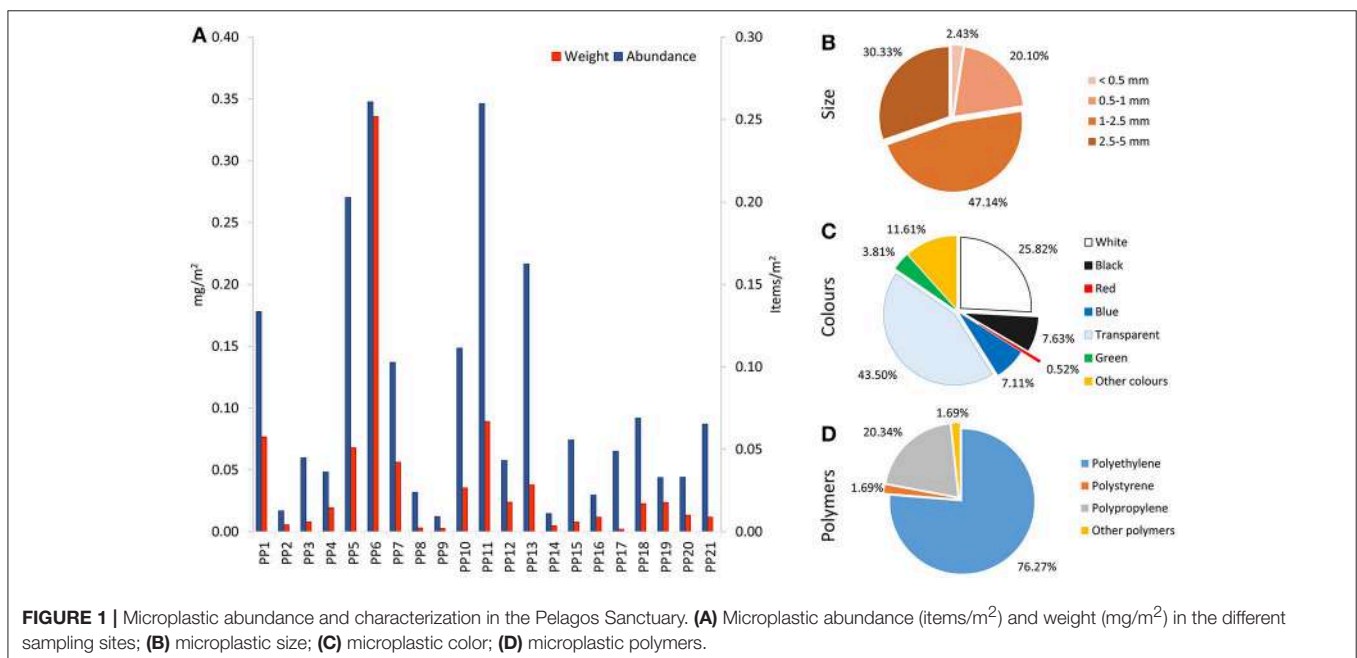 A
0.40
0.35
0.30
0.25
0.20
0.15
0.10
0.05
0.00
mg/m²
Weight
Abundance
0.30
0.25
0.20
0.15
0.10
0.05
0.00
Items/m²
PP1
PP2
PP3
PP4
PP5
PP6
PP7
PP8
PP9
PP10
PP11
PP12
PP13
PP14
PP15
PP16
PP17
PP18
PP19
PP20
PP21
B
Size
2.43%
20.10%
47.14%
30.33%
< 0.5 mm
0.5-1 mm
1-2.5 mm
2.5-5 mm
C
Colours
25.82%
7.63%
0.52%
7.11%
43.50%
3.81%
11.61%
White
Black
Red
Blue
Transparent
Green
Other colours
D
Polymers
1.69%
20.34%
1.69%
76.27%
Polyethylene
Polystyrene
Polypropylene
Other polymers
FIGURE 1 | Microplastic abundance and characterization in the Pelagos Sanctuary. (A) Microplastic abundance (items/m²) and weight (mg/m²) in the different
sampling sites; (B) microplastic size; (C) microplastic color; (D) microplastic polymers.